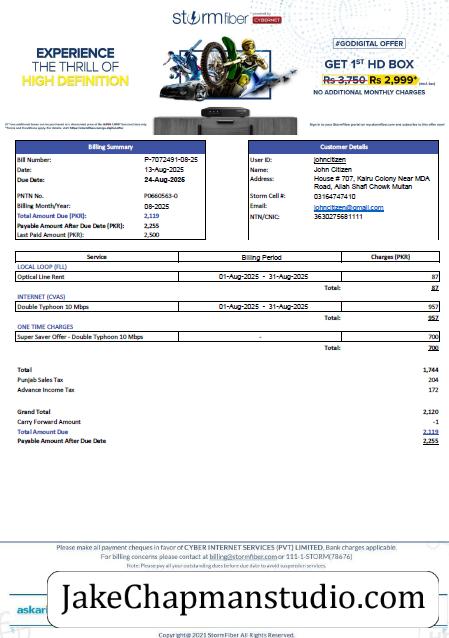 stormfiber powered by CYBERNET
#GODIGITAL OFFER
EXPERIENCE
THE THRILL OF
HIGH DEFINITION
GET 1ST HD BOX
Rs 3,750 Rs 2,999*
NO ADDITIONAL MONTHLY CHARGES
Billing Summary
Bill Number: P-7072491-08-25
Date: 13-Aug-2025
Due Date: 24-Aug-2025
PNTN No. P0660563-0
Billing Month/Year: 08-2025
Total Amount Due (PKR): 2,119
Payable Amount After Due Date (PKR): 2,255
Last Paid Amount (PKR): 2,500
Customer Details
User ID: johncitizen
Name: John Citizen
Address: House # 707, Kairu Colony Near MDA
Road, Allah Shafi Chowk Multan
Storm Cell #: 03164747410
Email: johncitizen@gmail.com
NTN/CNIC: 3630275681111
Service Billing Period Charges (PKR)
LOCAL LOOP (FLL)
Optical Line Rent 01-Aug-2025 - 31-Aug-2025 87
Total: 87
INTERNET (CVAS)
Double Typhoon 10 Mbps 01-Aug-2025 - 31-Aug-2025 957
Total: 957
ONE TIME CHARGES
Super Saver Offer - Double Typhoon 10 Mbps - 700
Total: 700
Total 1,744
Punjab Sales Tax 204
Advance Income Tax 172
Grand Total 2,120
Carry Forward Amount -1
Total Amount Due 2,119
Payable Amount After Due Date 2,255
Please make all payment cheques in favor of CYBER INTERNET SERVICES (PVT) LIMITED, Bank charges applicable.
For billing concerns please contact at billing@stormfiber.com or 111-1-STORM(78676)
Note: Please pay all your outstanding dues before due date to avoid suspension services.
JakeChapmanstudio.com
Copyright@ 2021 StormFiber All Rights Reserved.